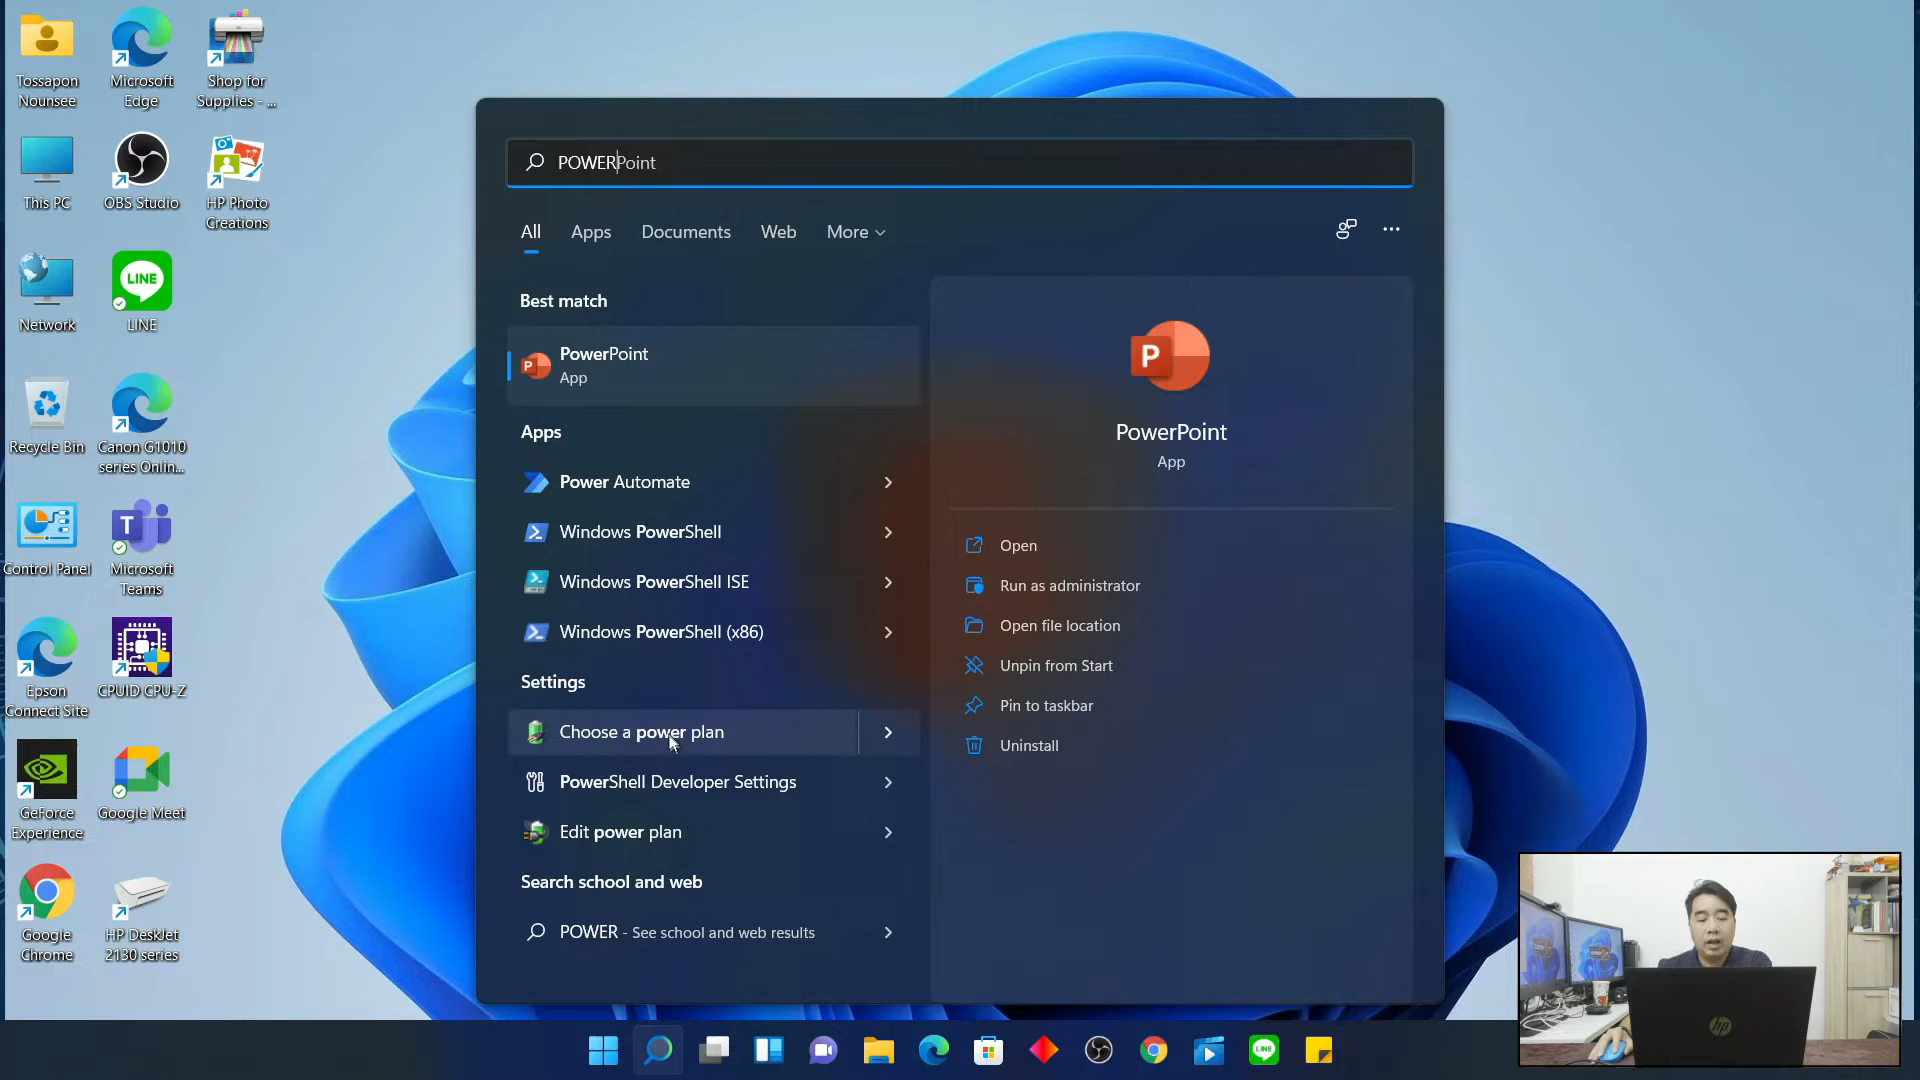 Tossapon
Nounsee
Microsoft
Edge
Shop for
Supplies - ...
This PC
OBS Studio
HP Photo
Creations
Network
LINE
LINE
Recycle Bin
Canon G1010
series Onlin...
Control Panel
Microsoft
Teams
Epson
Connect Site
CPUID CPU-Z
GeForce
Experience
Google Meet
Google
Chrome
HP DeskJet
2130 series
POWERPoint
All
Apps
Documents
Web
More
Best match
PowerPoint
App
Apps
Power Automate
Windows PowerShell
Windows PowerShell ISE
Windows PowerShell (x86)
Settings
Choose a power plan
PowerShell Developer Settings
Edit power plan
Search school and web
POWER - See school and web results
P
PowerPoint
App
Open
Run as administrator
Open file location
Unpin from Start
Pin to taskbar
Uninstall
hp